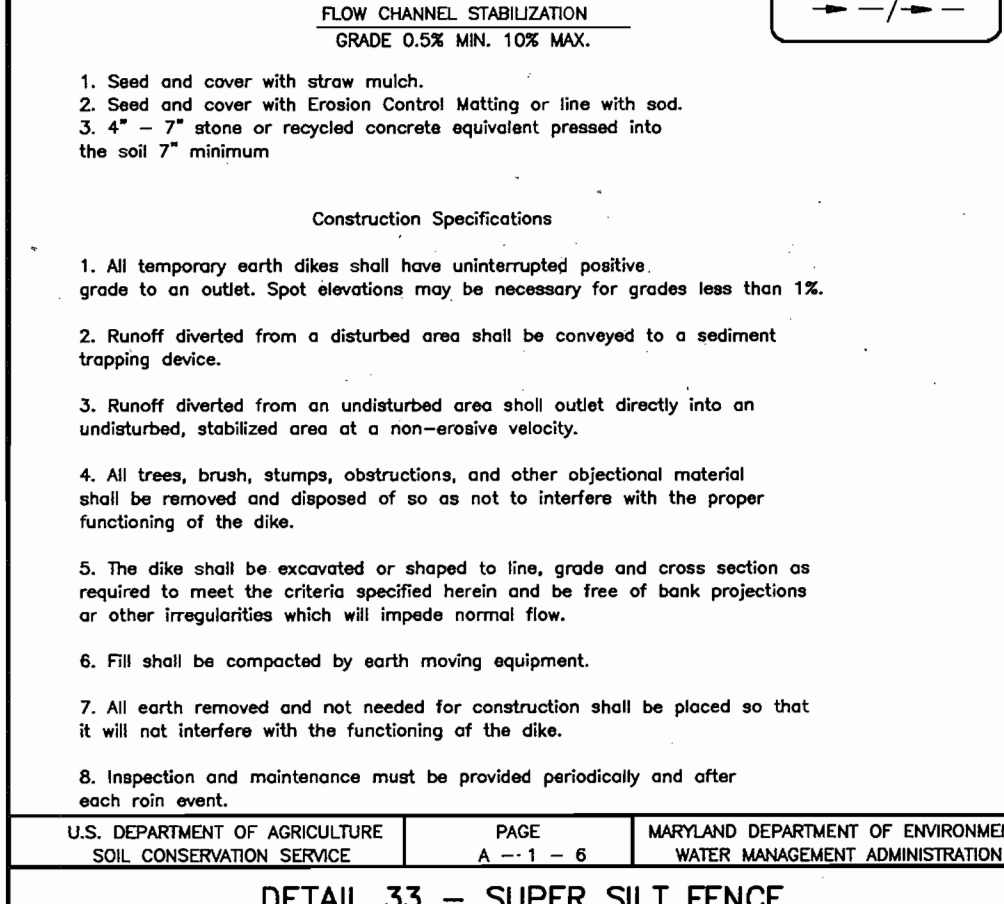 FLOW CHANNEL STABILIZATION
GRADE 0.5% MIN. 10% MAX.
1. Seed and cover with straw mulch.
2. Seed and cover with Erosion Control Matting or line with sod.
3. 4" – 7" stone or recycled concrete equivalent pressed into
the soil 7" minimum
Construction Specifications
1. All temporary earth dikes shall have uninterrupted positive
grade to an outlet. Spot elevations may be necessary for grades less than 1%.
2. Runoff diverted from a disturbed area shall be conveyed to a sediment
trapping device.
3. Runoff diverted from an undisturbed area shall outlet directly into an
undisturbed, stabilized area at a non–erosive velocity.
4. All trees, brush, stumps, obstructions, and other objectional material
shall be removed and disposed of so as not to interfere with the proper
functioning of the dike.
5. The dike shall be excavated or shaped to line, grade and cross section as
required to meet the criteria specified herein and be free of bank projections
or other irregularities which will impede normal flow.
6. Fill shall be compacted by earth moving equipment.
7. All earth removed and not needed for construction shall be placed so that
it will not interfere with the functioning of the dike.
8. Inspection and maintenance must be provided periodically and after
each rain event.
U.S. DEPARTMENT OF AGRICULTURE
SOIL CONSERVATION SERVICE
PAGE
A – 1 – 6
MARYLAND DEPARTMENT OF ENVIRONME
WATER MANAGEMENT ADMINISTRATION
DETAIL 33 – SUPER SILT FENCE